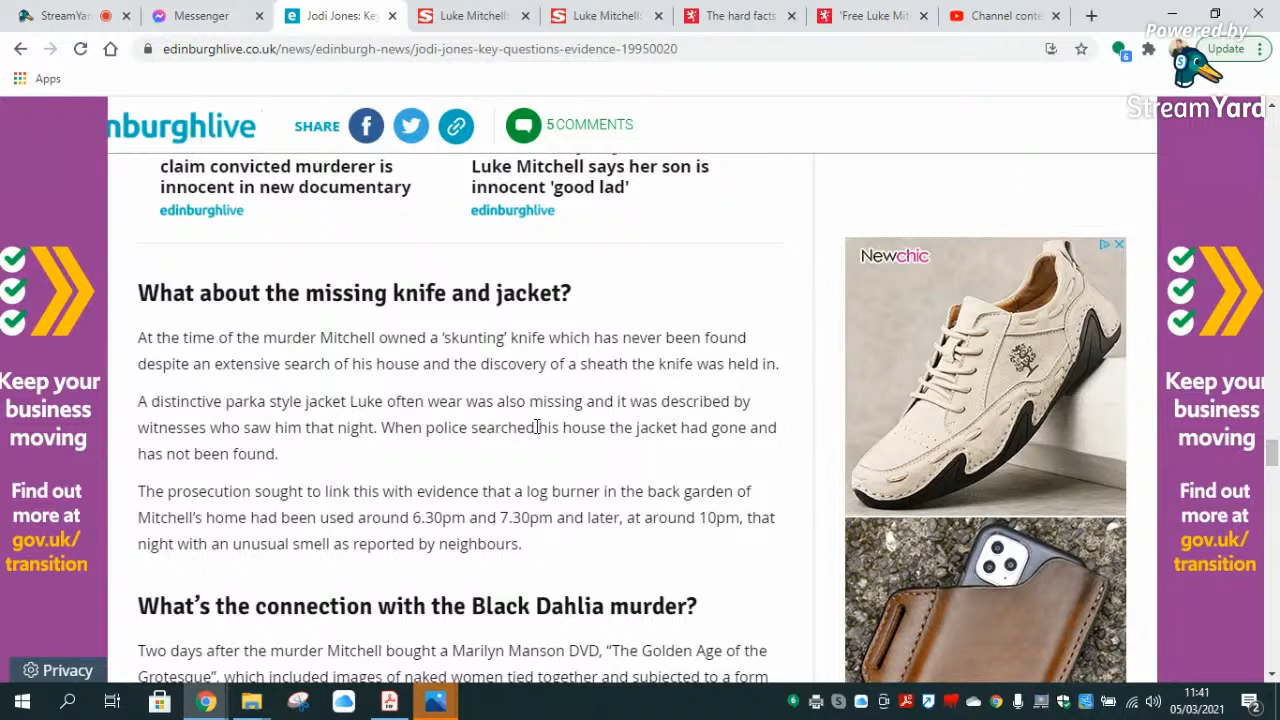 StreamYa
Messenger
Jodi Jones: Key
Luke Mitchell
Luke Mitchell:
The hard facts
'Free Luke Mit
Channel conte
edinburghlive.co.uk/news/edinburgh-news/jodi-jones-key-questions-evidence-19950020
6
Update
Powered by
S
StreamYard
Apps
nburghlive
SHARE
5 COMMENTS
claim convicted murderer is
innocent in new documentary
edinburghlive
Luke Mitchell says her son is
innocent 'good lad'
edinburghlive
What about the missing knife and jacket?
At the time of the murder Mitchell owned a ‘skunting’ knife which has never been found
despite an extensive search of his house and the discovery of a sheath the knife was held in.
A distinctive parka style jacket Luke often wear was also missing and it was described by
witnesses who saw him that night. When police searched his house the jacket had gone and
has not been found.
The prosecution sought to link this with evidence that a log burner in the back garden of
Mitchell’s home had been used around 6.30pm and 7.30pm and later, at around 10pm, that
night with an unusual smell as reported by neighbours.
What’s the connection with the Black Dahlia murder?
Two days after the murder Mitchell bought a Marilyn Manson DVD, “The Golden Age of the
Grotesque”, which included images of naked women tied together and subjected to a form
Newchic
Keep your
business
moving
Find out
more at
gov.uk/
transition
Keep your
business
moving
Find out
more at
gov.uk/
transition
Privacy
11:41
05/03/2021
2